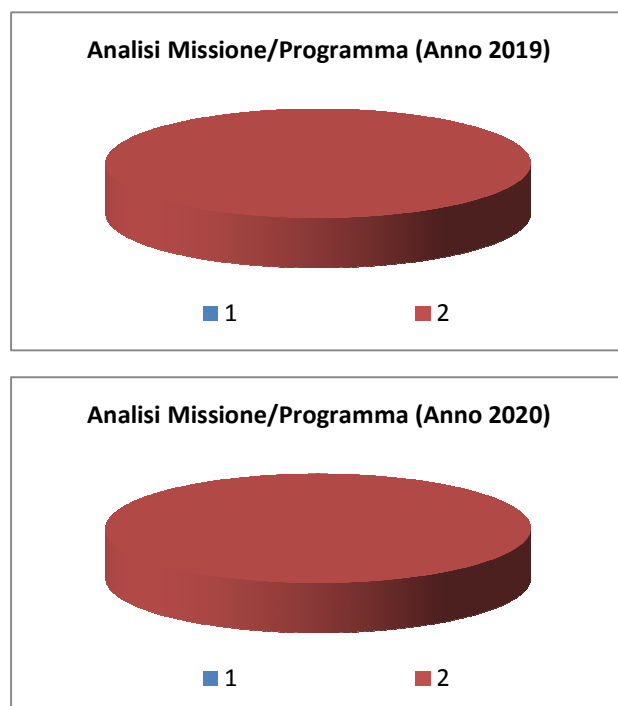 Analisi Missione/Programma (Anno 2019)
1 2
Analisi Missione/Programma (Anno 2020)
1 2